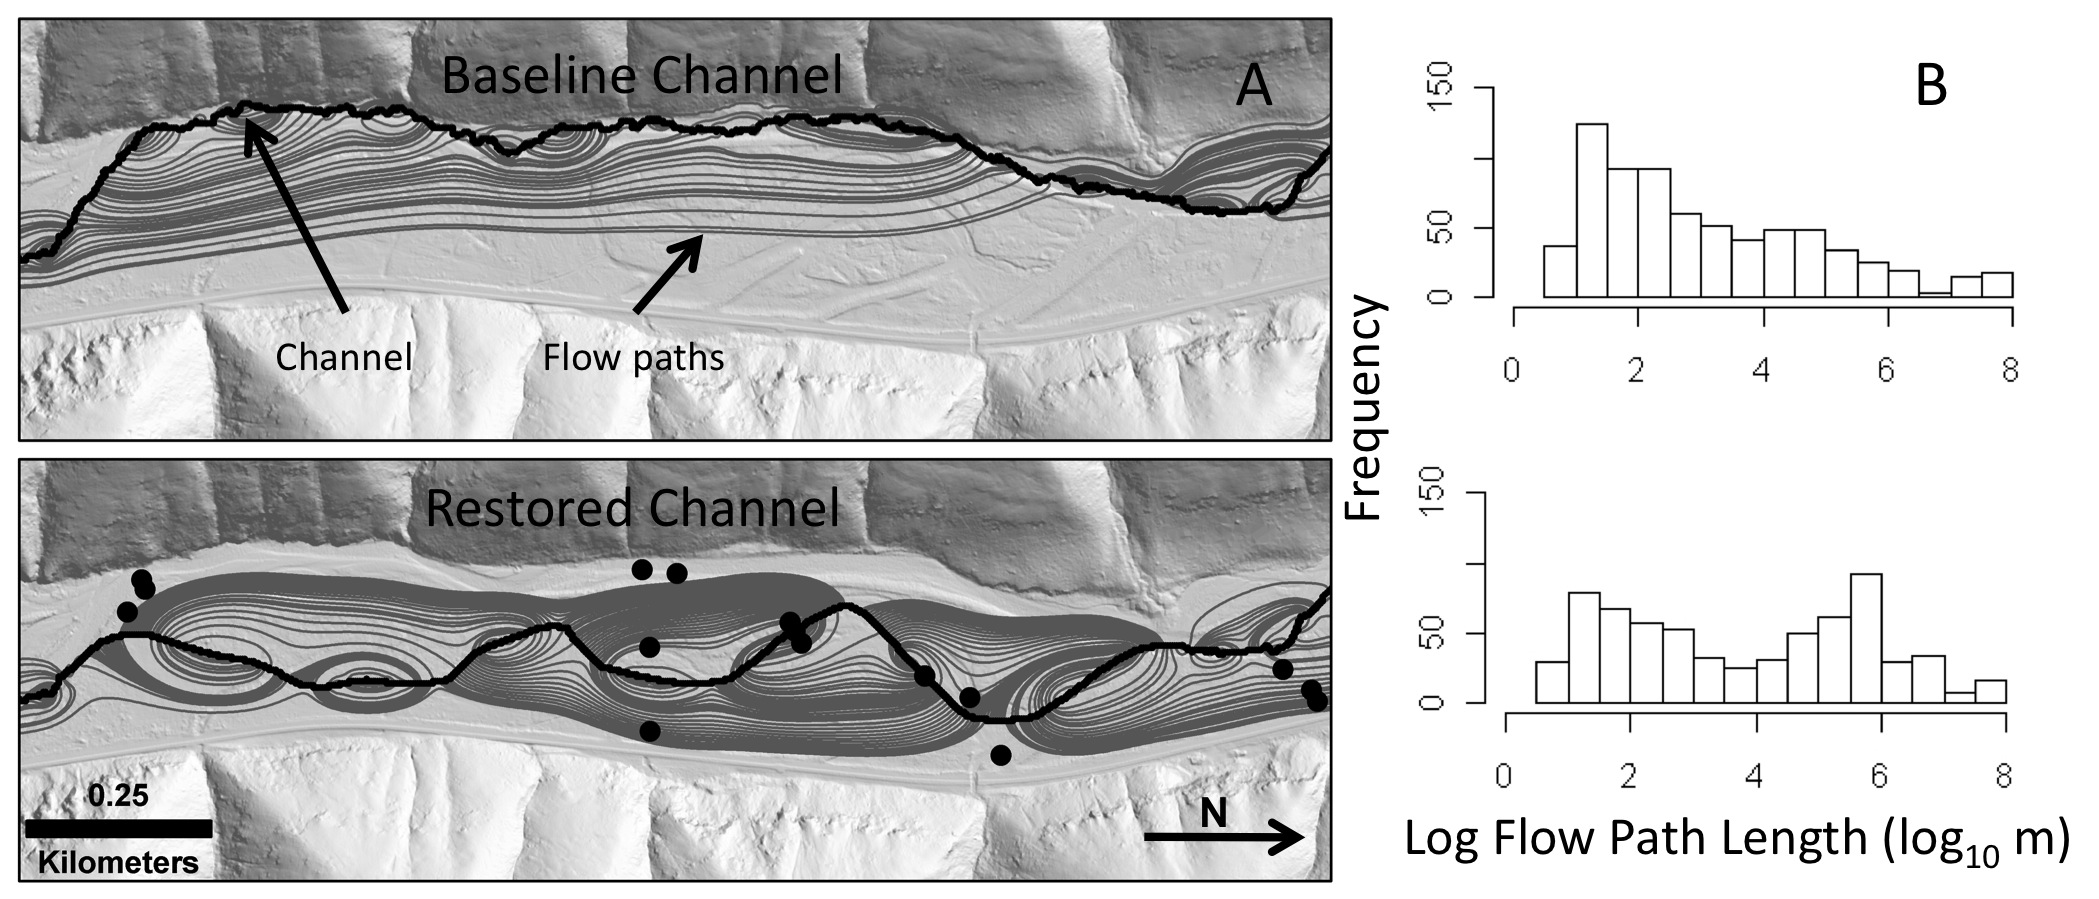 Baseline Channel
A
Channel
Flow paths
Restored Channel
0.25
Kilometers
N
B
150
50
0
0 2 4 6 8
Frequency
150
50
0
0 2 4 6 8
Log Flow Path Length (log₁₀ m)